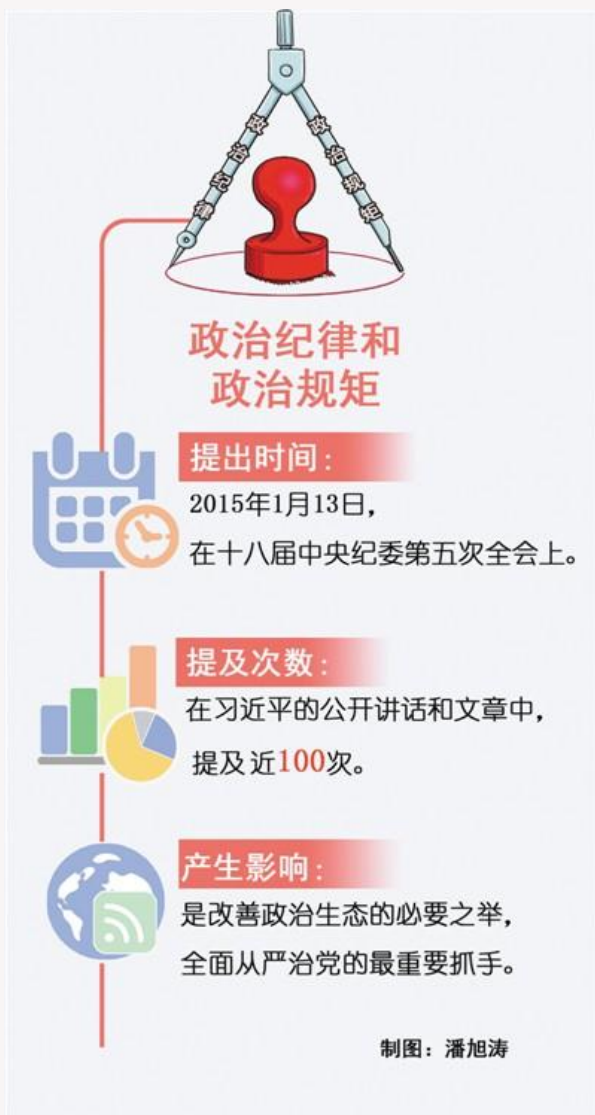 政治纪律
政治规矩
政治纪律和
政治规矩
提出时间：
2015年1月13日，
在十八届中央纪委第五次全会上。
提及次数：
在习近平的公开讲话和文章中，
提及近100次。
产生影响：
是改善政治生态的必要之举，
全面从严治党的最重要抓手。
制图：潘旭涛